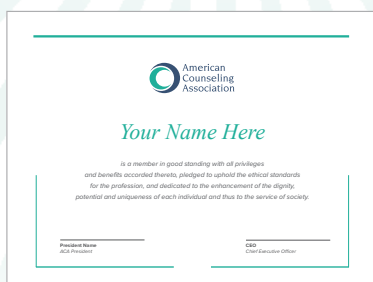 American
Counseling
Association
Your Name Here
is a member in good standing with all privileges
and benefits accorded thereto, pledged to uphold the ethical standards
for the profession, and dedicated to the enhancement of the dignity,
potential and uniqueness of each individual and thus to the service of society.
President Name
ACA President
CEO
Chief Executive Officer